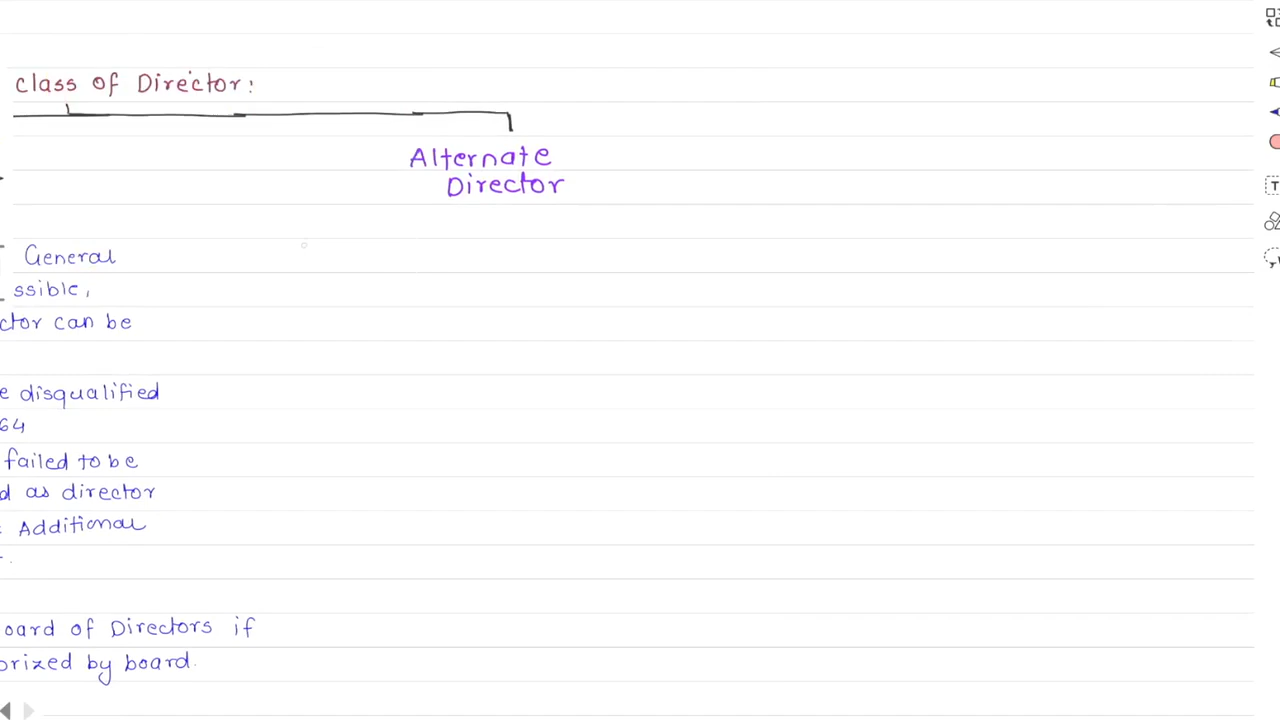 class of Director:
Alternate
Director
General
ssible,
ctor can be
e disqualified
64
failed to be
d as director
Additional
oard of Directors if
orized by board.